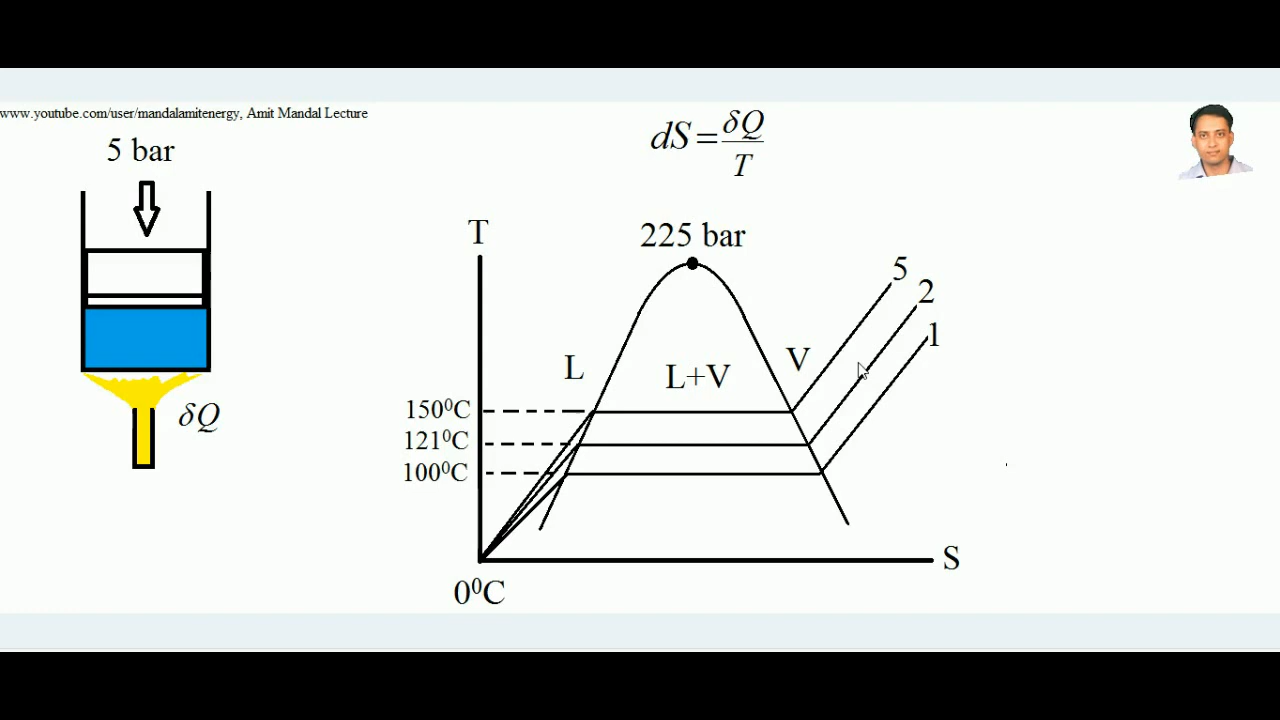 www.youtube.com/user/mandalamitenergy, Amit Mandal Lecture
5 bar
dS = δQ
T
T
225 bar
5
2
1
L
L+V
V
150⁰C
121⁰C
100⁰C
δQ
S
0⁰C